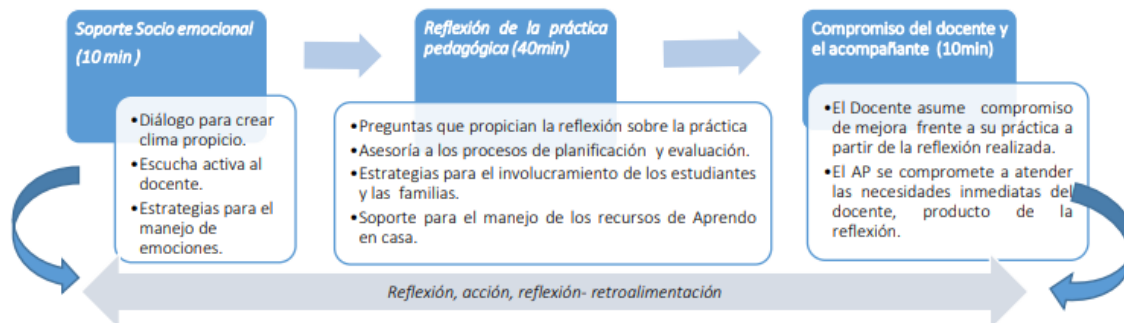 Soporte Socio emocional
(10 min )
•Diálogo para crear
clima propicio.
•Escucha activa al
docente.
•Estrategias para el
manejo de
emociones.
Reflexión de la práctica
pedagógica (40min)
•Preguntas que propician la reflexión sobre la práctica
•Asesoría a los procesos de planificación y evaluación.
•Estrategias para el involucramiento de los estudiantes
y las familias.
•Soporte para el manejo de los recursos de Aprendo
en casa.
Compromiso del docente y
el acompañante (10min)
•El Docente asume compromiso
de mejora frente a su práctica a
partir de la reflexión realizada.
•El AP se compromete a atender
las necesidades inmediatas del
docente, producto de la
reflexión.
Reflexión, acción, reflexión- retroalimentación